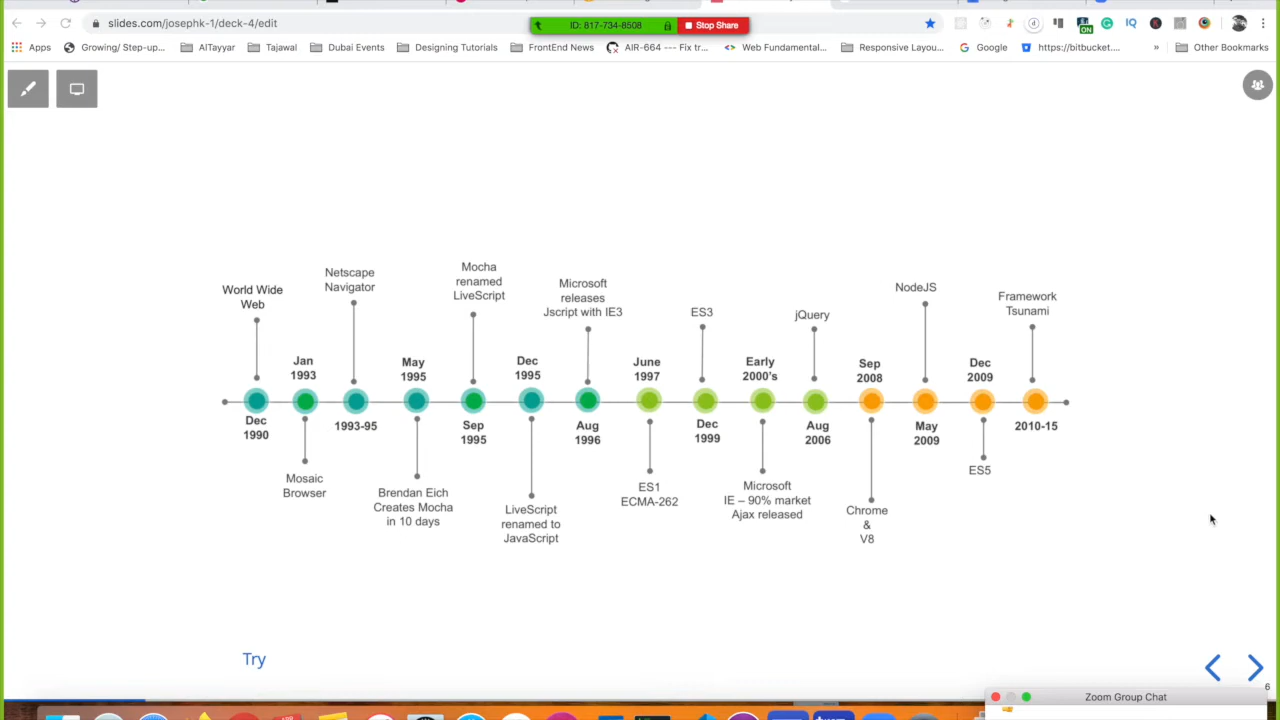 slides.com/josephk-1/deck-4/edit
ID: 817-734-8508
Stop Share
Apps
Growing/ Step-up...
AlTayyar
Tajawal
Dubai Events
Designing Tutorials
FrontEnd News
AIR-664 --- Fix tr...
Web Fundamental...
Responsive Layou...
Google
https://bitbucket....
»
Other Bookmarks
IQ
ON
World Wide
Web
Dec
1990
Jan
1993
Mosaic
Browser
Netscape
Navigator
1993-95
May
1995
Brendan Eich
Creates Mocha
in 10 days
Mocha
renamed
LiveScript
Sep
1995
Dec
1995
LiveScript
renamed to
JavaScript
Microsoft
releases
Jscript with IE3
Aug
1996
June
1997
ES1
ECMA-262
ES3
Dec
1999
Early
2000's
Microsoft
IE – 90% market
Ajax released
jQuery
Aug
2006
Sep
2008
Chrome
&
V8
NodeJS
May
2009
Dec
2009
ES5
Framework
Tsunami
2010-15
Try
6
Zoom Group Chat